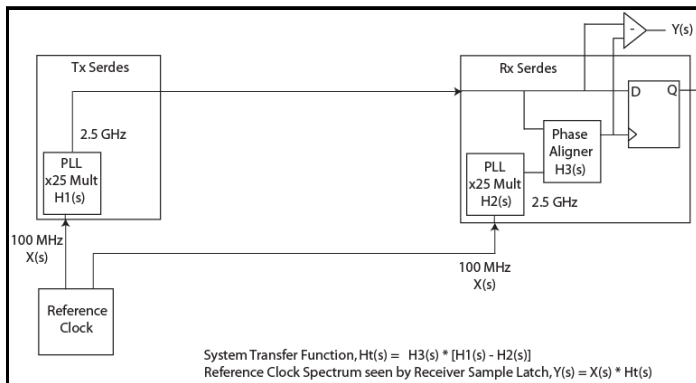 Y(s)
-
Tx Serdes
Rx Serdes
D
Q
2.5 GHz
PLL
x25 Mult
H1(s)
Phase
Aligner
H3(s)
PLL
x25 Mult
H2(s)
2.5 GHz
100 MHz
X(s)
100 MHz
X(s)
Reference
Clock
System Transfer Function, Ht(s) = H3(s) * [H1(s) - H2(s)]
Reference Clock Spectrum seen by Receiver Sample Latch, Y(s) = X(s) * Ht(s)